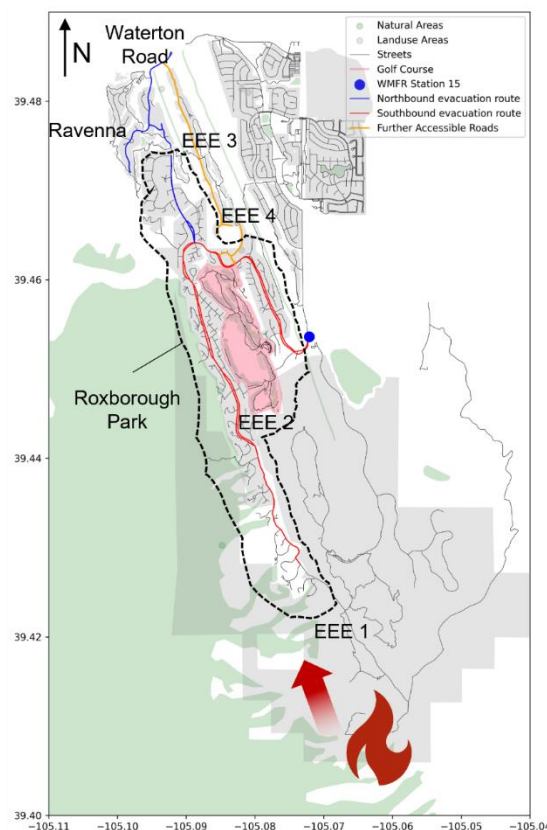 N
Waterton
Road
Natural Areas
Landuse Areas
Streets
Golf Course
WMFR Station 15
Northbound evacuation route
Southbound evacuation route
Further Accessible Roads
39.48
Ravenna
EEE 3
EEE 4
39.46
Roxborough
Park
EEE 2
39.44
39.42
EEE 1
39.40
−105.11
−105.10
−105.09
−105.08
−105.07
−105.06
−105.05
−105.04